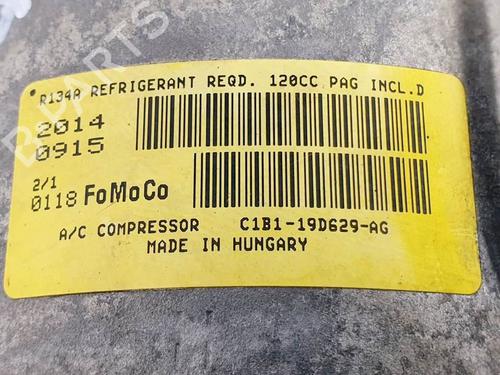 R134A REFRIGERANT REQD. 120CC PAG INCL.D
2014
0915
2/1
0118 FoMoCo
A/C COMPRESSOR C1B1-19D629-AG
MADE IN HUNGARY